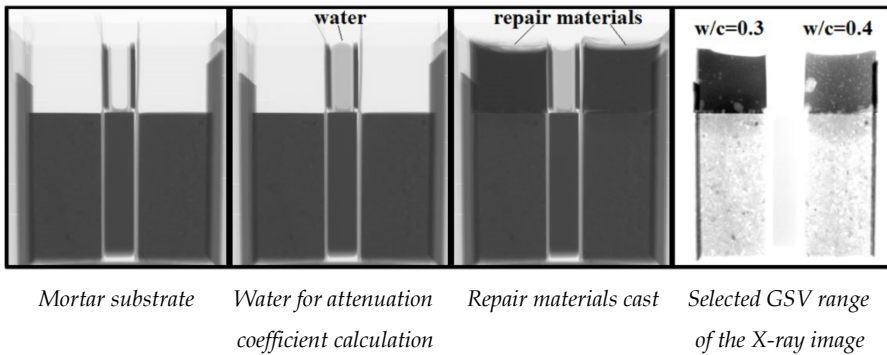 water
repair materials
w/c=0.3 w/c=0.4
Mortar substrate
Water for attenuation
coefficient calculation
Repair materials cast
Selected GSV range
of the X-ray image